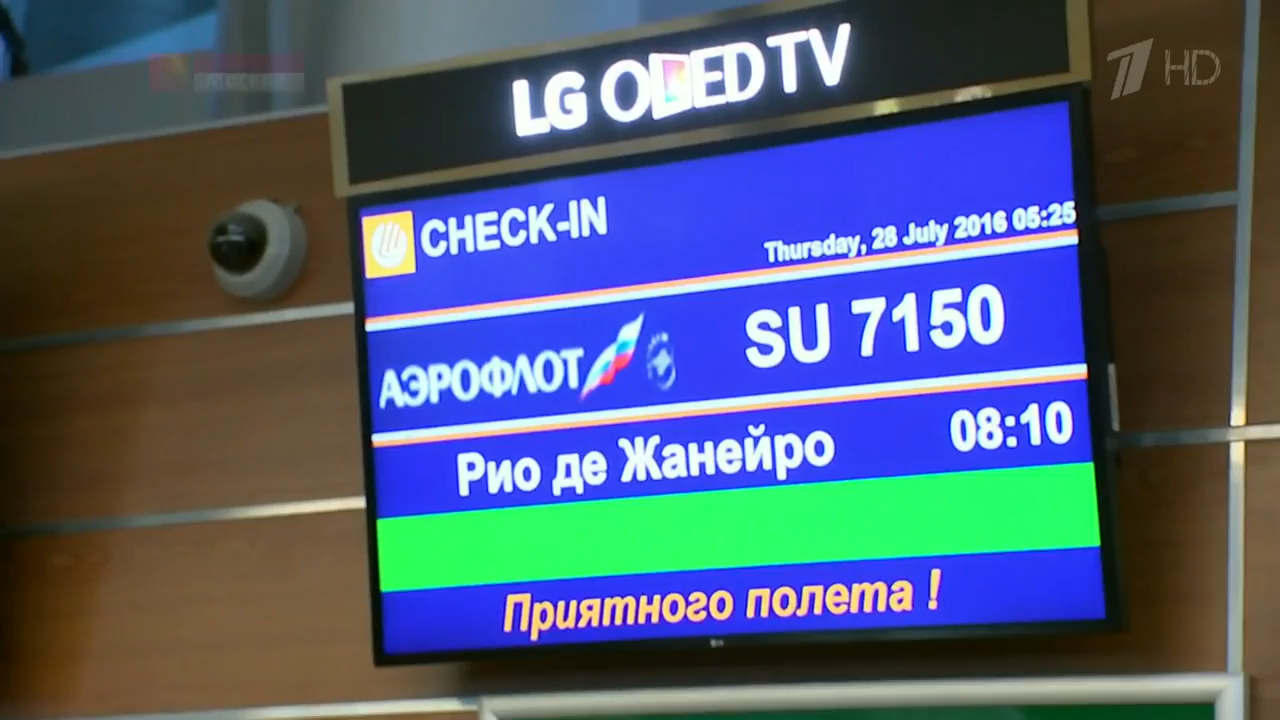 LG OLED TV
HD
CHECK-IN
Thursday, 28 July 2016 05:25
АЭРОФЛОТ
SU 7150
Рио де Жанейро 08:10
Приятного полета !